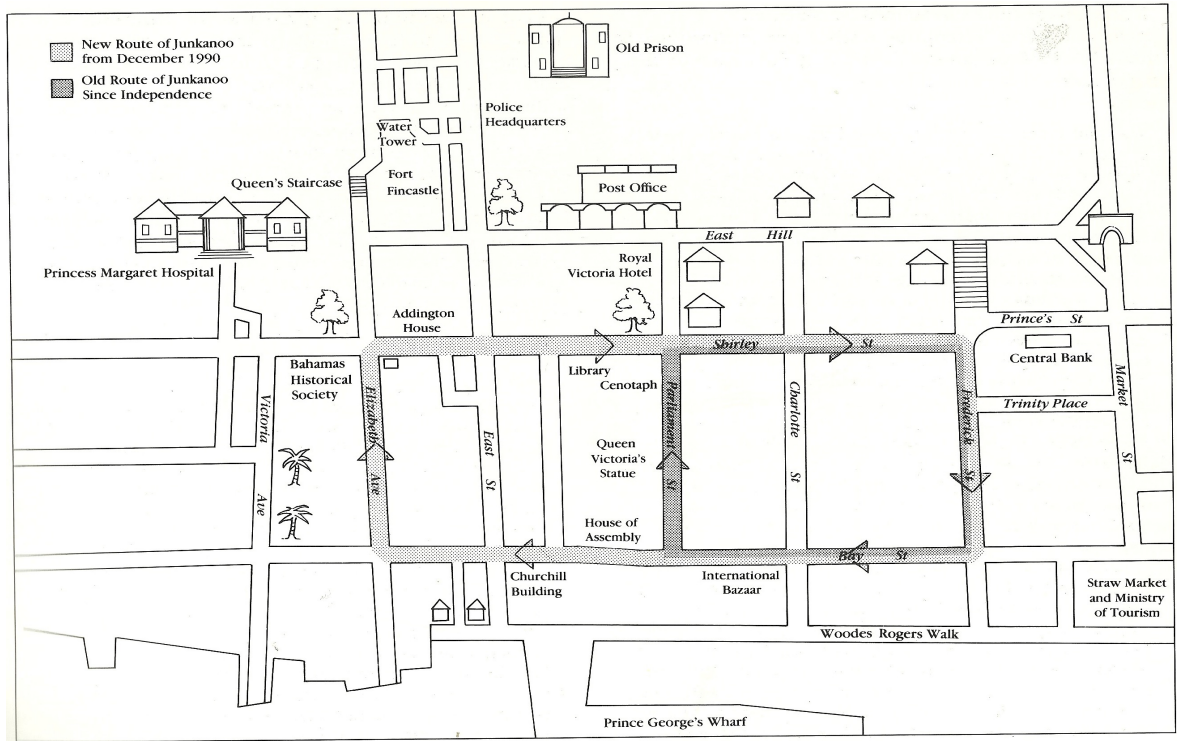 New Route of Junkanoo
from December 1990
Old Route of Junkanoo
Since Independence
Old Prison
Police
Headquarters
Water
Tower
Fort
Fincastle
Queen's Staircase
Post Office
East Hill
Princess Margaret Hospital
Royal
Victoria Hotel
Addington
House
Prince's St
Central Bank
Shirley St
Library
Cenotaph
Bahamas
Historical
Society
Victoria Ave
Elizabeth Ave
East St
Parliament St
Charlotte St
Frederick St
Market St
Trinity Place
Queen
Victoria's
Statue
House of
Assembly
Bay St
Churchill
Building
International
Bazaar
Straw Market
and Ministry
of Tourism
Woodes Rogers Walk
Prince George's Wharf